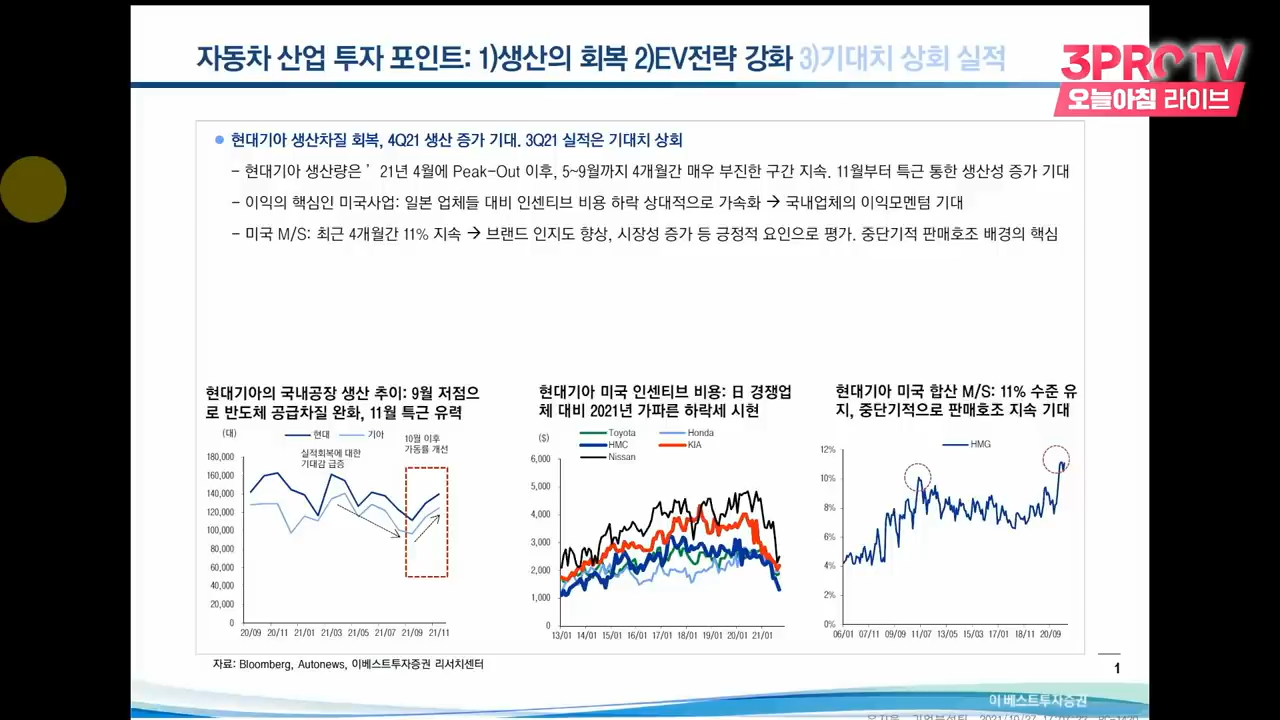 자동차 산업 투자 포인트: 1)생산의 회복 2)EV전략 강화 3)기대치 상회 실적
3PROTV
오늘아침 라이브
현대기아 생산차질 회복, 4Q21 생산 증가 기대. 3Q21 실적은 기대치 상회
– 현대기아 생산량은 ’21년 4월에 Peak-Out 이후, 5~9월까지 4개월간 매우 부진한 구간 지속. 11월부터 특근 통한 생산성 증가 기대
– 이익의 핵심인 미국사업: 일본 업체들 대비 인센티브 비용 하락 상대적으로 가속화 → 국내업체의 이익모멘텀 기대
– 미국 M/S: 최근 4개월간 11% 지속 → 브랜드 인지도 향상, 시장성 증가 등 긍정적 요인으로 평가. 중단기적 판매호조 배경의 핵심
현대기아의 국내공장 생산 추이: 9월 저점으
로 반도체 공급차질 완화, 11월 특근 유력
(대)
현대
기아
실적회복에 대한
기대감 급증
10월 이후
가동률 개선
180,000
160,000
140,000
120,000
100,000
80,000
60,000
40,000
20,000
0
20/09 20/11 21/01 21/03 21/05 21/07 21/09 21/11
현대기아 미국 인센티브 비용: 日 경쟁업
체 대비 2021년 가파른 하락세 시현
($)
Toyota
Honda
HMC
KIA
Nissan
6,000
5,000
4,000
3,000
2,000
1,000
0
13/01 14/01 15/01 16/01 17/01 18/01 19/01 20/01 21/01
현대기아 미국 합산 M/S: 11% 수준 유
지, 중단기적으로 판매호조 지속 기대
HMG
12%
10%
8%
6%
4%
2%
0%
06/01 07/11 09/09 11/07 13/05 15/03 17/01 18/11 20/09
자료: Bloomberg, Autonews, 이베스트투자증권 리서치센터
1
이베스트투자증권